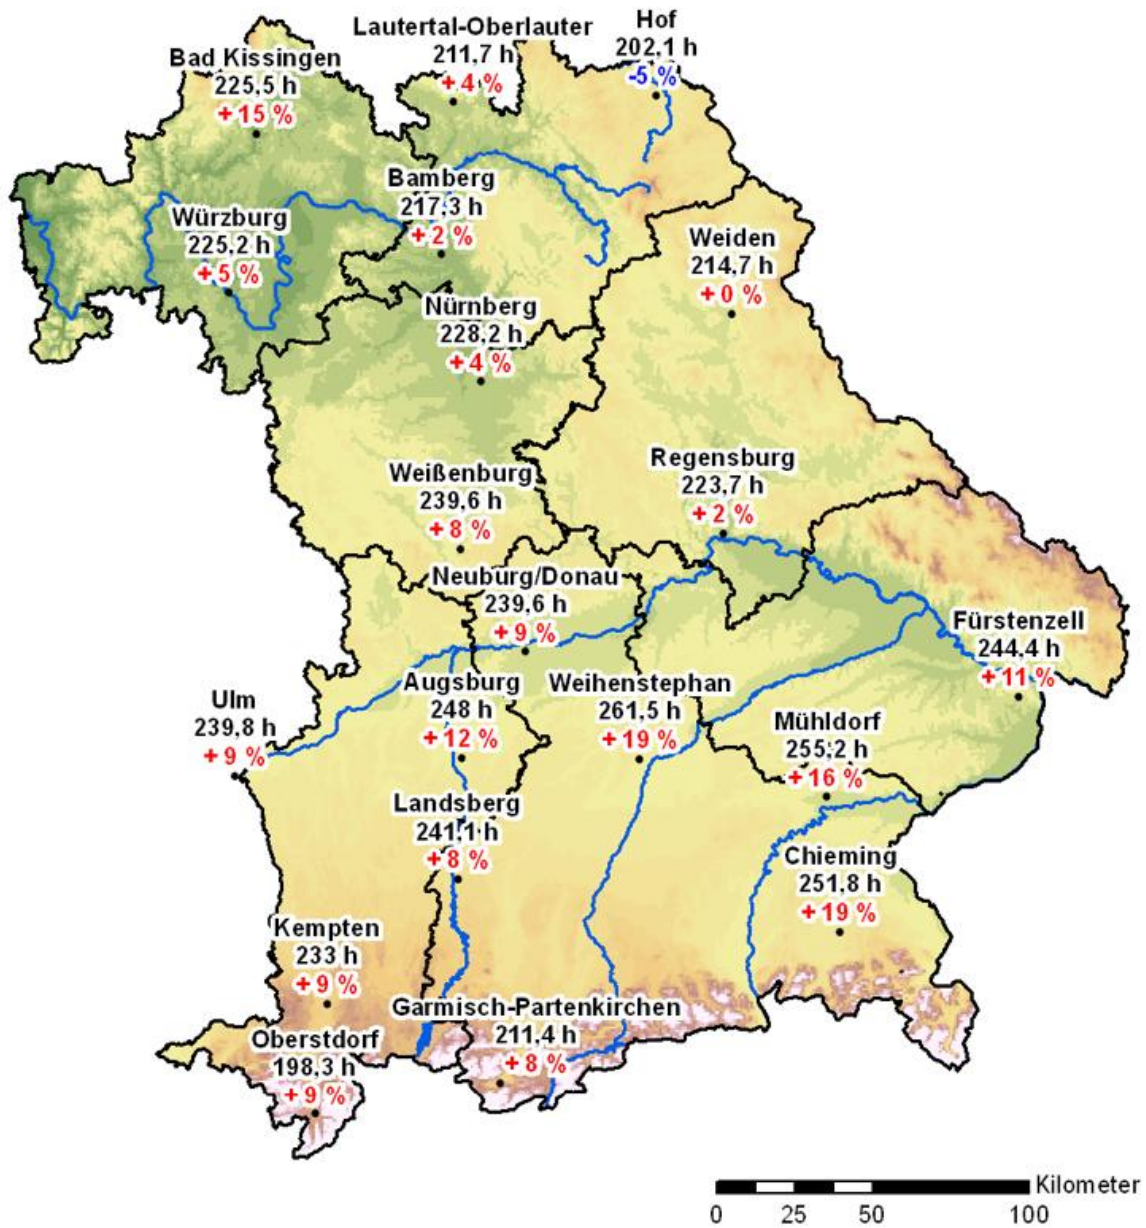 Lautertal-Oberlauter
211,7 h
+ 4 %
Hof
202,1 h
-5 %
Bad Kissingen
225,5 h
+ 15 %
Bamberg
217,3 h
+ 2 %
Würzburg
225,2 h
+ 5 %
Weiden
214,7 h
+ 0 %
Nürnberg
228,2 h
+ 4 %
Regensburg
223,7 h
+ 2 %
Weißenburg
239,6 h
+ 8 %
Neuburg/Donau
239,6 h
+ 9 %
Fürstenzell
244,4 h
+ 11 %
Ulm
239,8 h
+ 9 %
Augsburg
248 h
+ 12 %
Weihenstephan
261,5 h
+ 19 %
Mühldorf
255,2 h
+ 16 %
Landsberg
241,1 h
+ 8 %
Chieming
251,8 h
+ 19 %
Kempten
233 h
+ 9 %
Garmisch-Partenkirchen
211,4 h
+ 8 %
Oberstdorf
198,3 h
+ 9 %
Kilometer
0 25 50 100